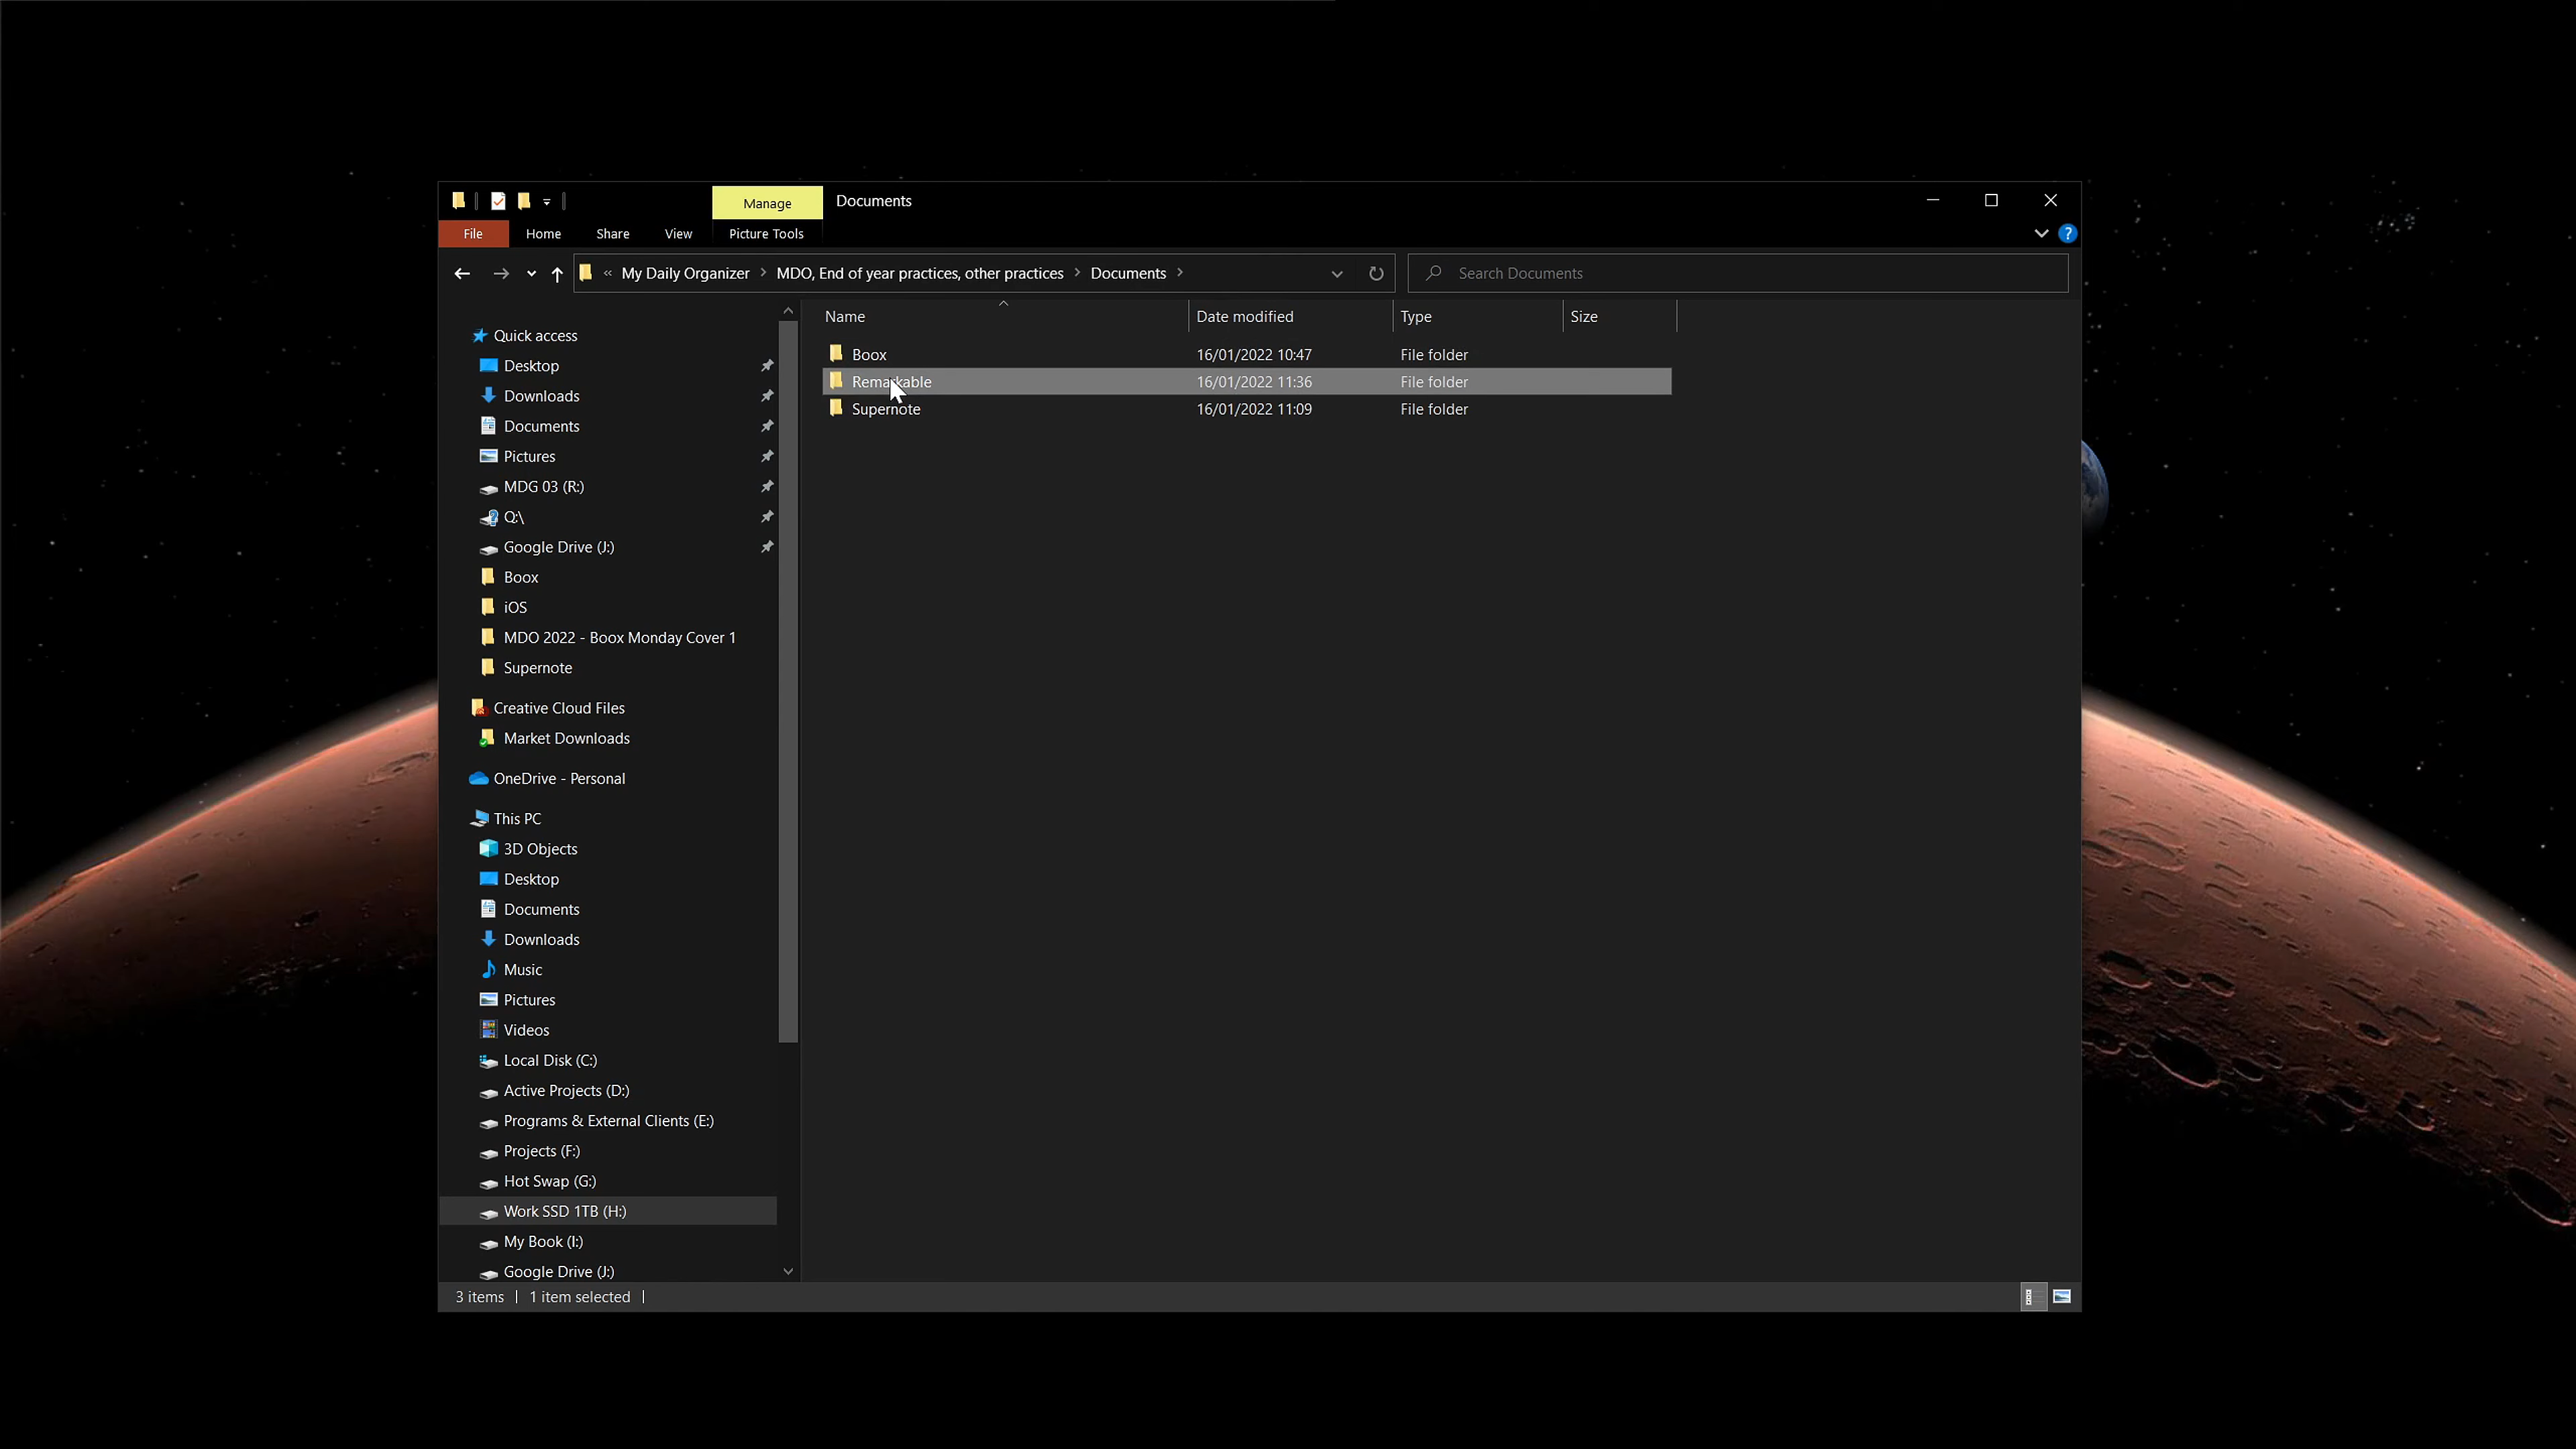 Manage Documents
File Home Share View Picture Tools
« My Daily Organizer > MDO, End of year practices, other practices > Documents > Search Documents
Name Date modified Type Size
Boox 16/01/2022 10:47 File folder
Remarkable 16/01/2022 11:36 File folder
Supernote 16/01/2022 11:09 File folder
Quick access
Desktop
Downloads
Documents
Pictures
MDG 03 (R:)
Q:\
Google Drive (J:)
Boox
iOS
MDO 2022 - Boox Monday Cover 1
Supernote
Creative Cloud Files
Market Downloads
OneDrive - Personal
This PC
3D Objects
Desktop
Documents
Downloads
Music
Pictures
Videos
Local Disk (C:)
Active Projects (D:)
Programs & External Clients (E:)
Projects (F:)
Hot Swap (G:)
Work SSD 1TB (H:)
My Book (I:)
Google Drive (J:)
3 items 1 item selected